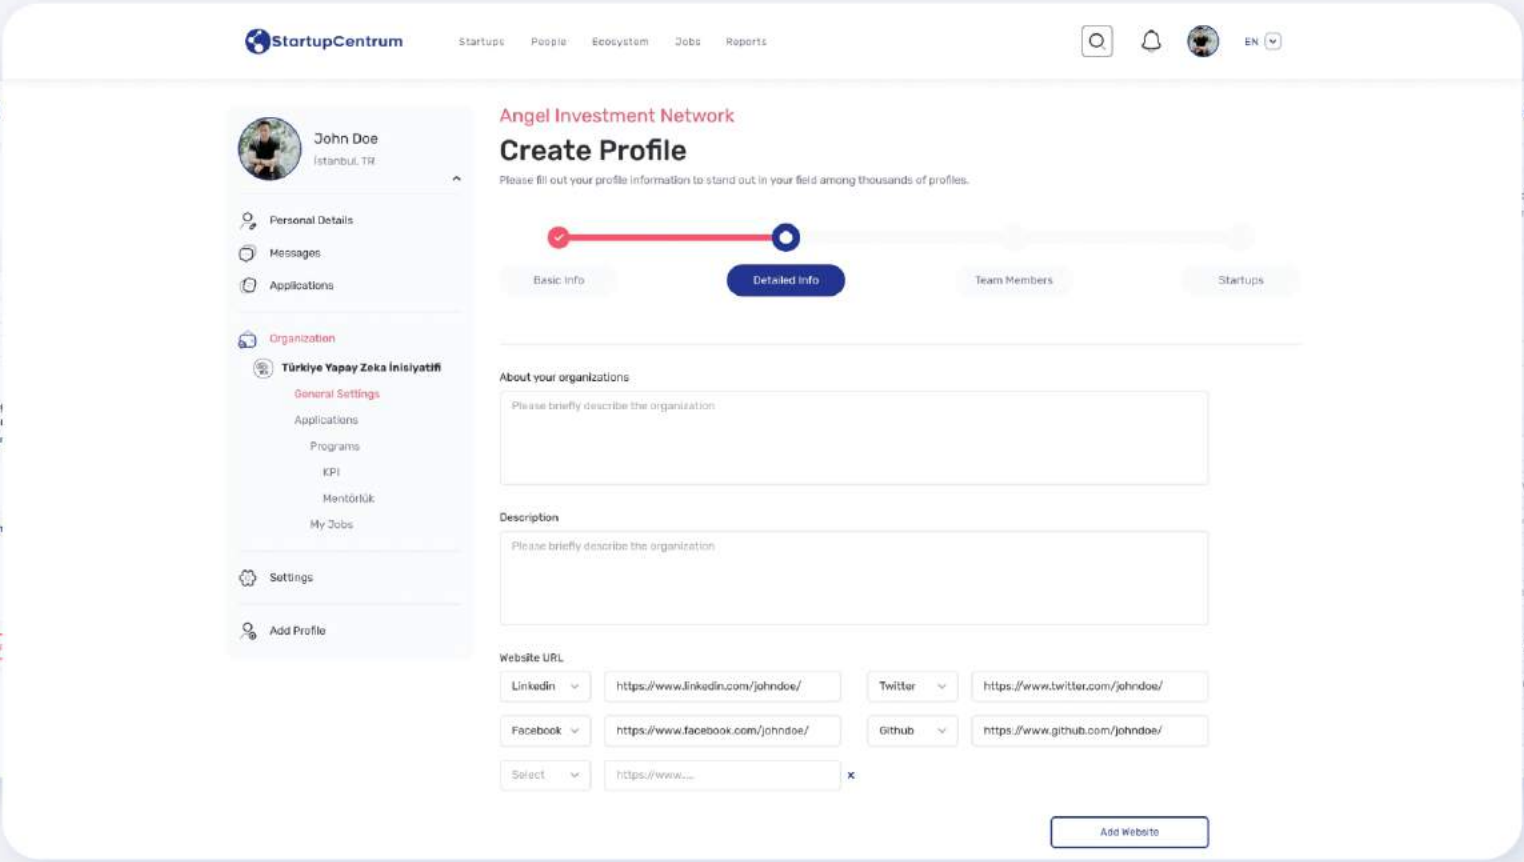 StartupCentrum
Startups People Ecosystem Jobs Reports
EN
John Doe
İstanbul, TR
Personal Details
Messages
Applications
Organization
Türkiye Yapay Zeka İnisiyatifi
General Settings
Applications
Programs
KPI
Mentörlük
My Jobs
Settings
Add Profile
Angel Investment Network
Create Profile
Please fill out your profile information to stand out in your field among thousands of profiles.
Basic Info
Detailed Info
Team Members
Startups
About your organizations
Please briefly describe the organization
Description
Please briefly describe the organization
Website URL
Linkedin https://www.linkedin.com/johndoe/ Twitter https://www.twitter.com/johndoe/
Facebook https://www.facebook.com/johndoe/ Github https://www.github.com/johndoe/
Select https://www....
Add Website